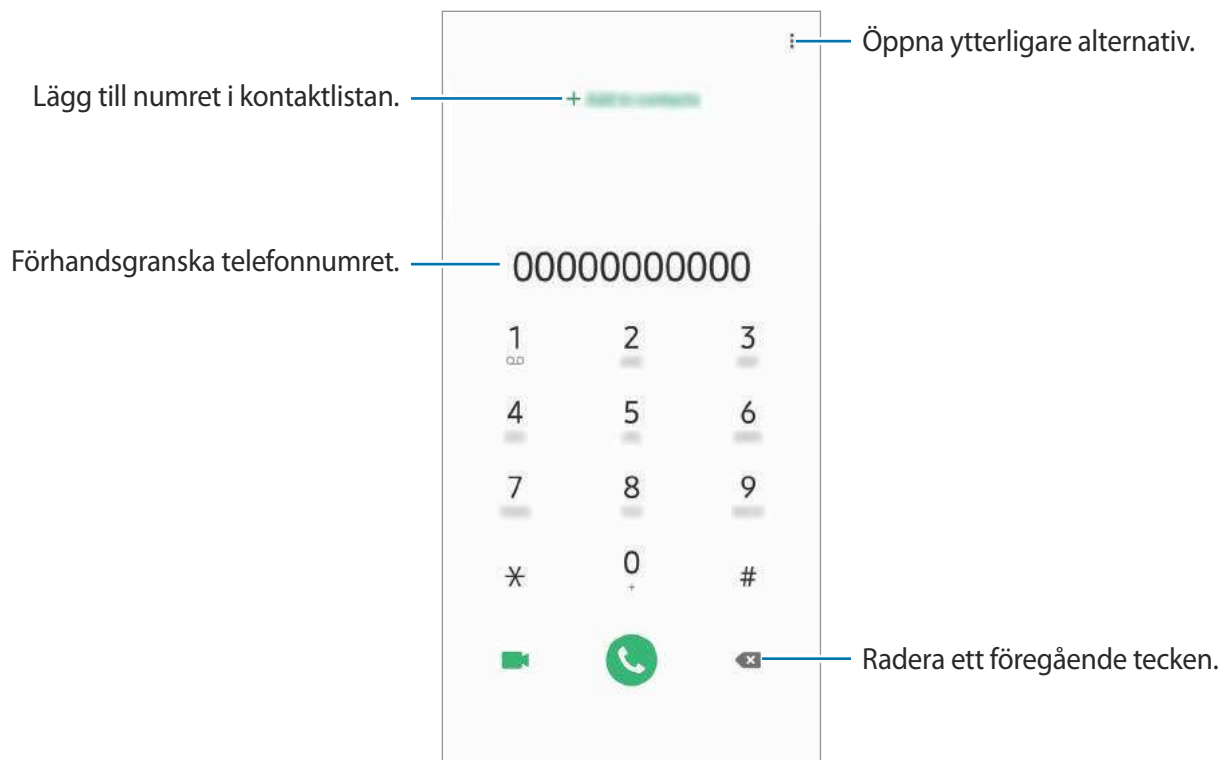 Öppna ytterligare alternativ.
Lägg till numret i kontaktlistan.
+
Förhandsgranska telefonnumret.
00000000000
1 2 3
4 5 6
7 8 9
* 0 #
+
Radera ett föregående tecken.